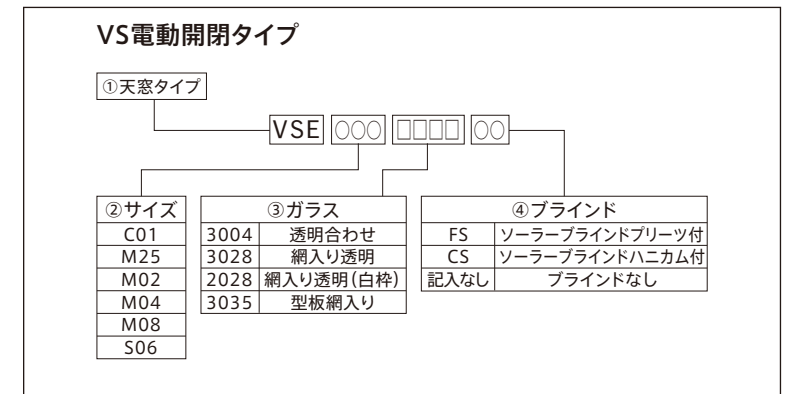 VS電動開閉タイプ
①天窓タイプ
VSE ○○○ □□□□ ○○
②サイズ
C01
M25
M02
M04
M08
S06
③ガラス
3004 透明合わせ
3028 網入り透明
2028 網入り透明(白枠)
3035 型板網入り
④ブラインド
FS ソーラーブラインドプリーツ付
CS ソーラーブラインドハニカム付
記入なし ブラインドなし